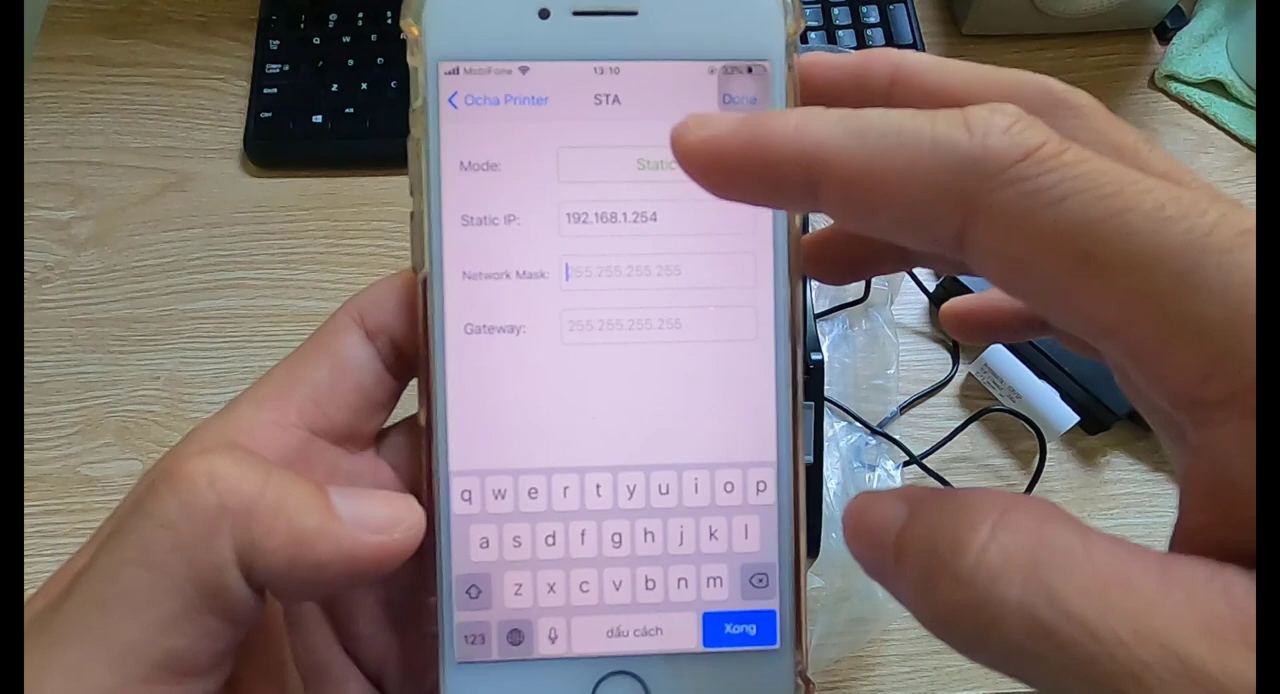 MobiFone 13:10 33%
Ocha Printer STA Done
Mode: Static
Static IP: 192.168.1.254
Network Mask: 255.255.255.255
Gateway: 255.255.255.255
q w e r t y u i o p
a s d f g h j k l
z x c v b n m
123 dấu cách Xong